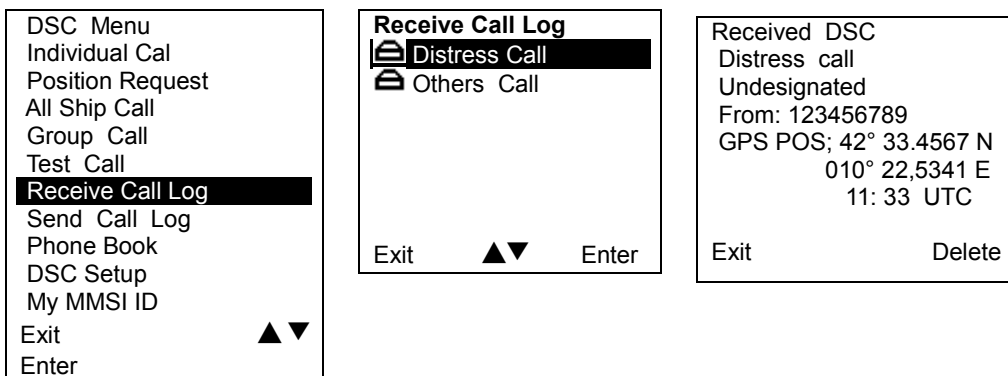 DSC Menu
Individual Cal
Position Request
All Ship Call
Group Call
Test Call
Receive Call Log
Send Call Log
Phone Book
DSC Setup
My MMSI ID
Exit ▲ ▼
Enter
Receive Call Log
Distress Call
Others Call
Exit ▲▼ Enter
Received DSC
Distress call
Undesignated
From: 123456789
GPS POS; 42° 33.4567 N
010° 22,5341 E
11: 33 UTC
Exit Delete